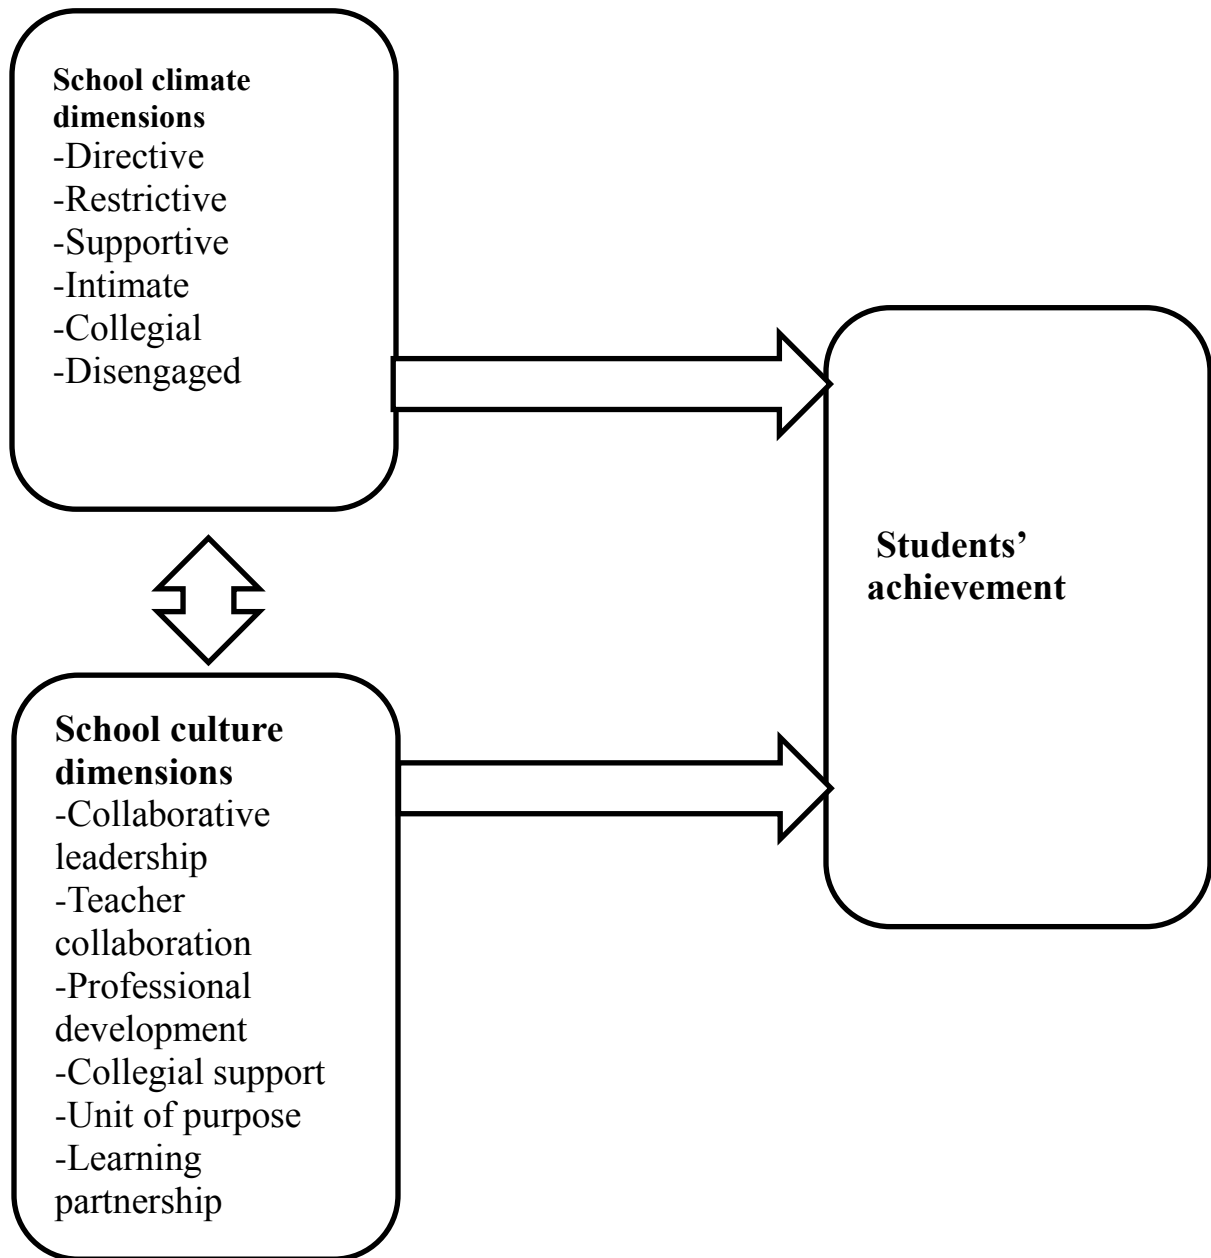 School climate
dimensions
-Directive
-Restrictive
-Supportive
-Intimate
-Collegial
-Disengaged
Students’
achievement
School culture
dimensions
-Collaborative
leadership
-Teacher
collaboration
-Professional
development
-Collegial support
-Unit of purpose
-Learning
partnership